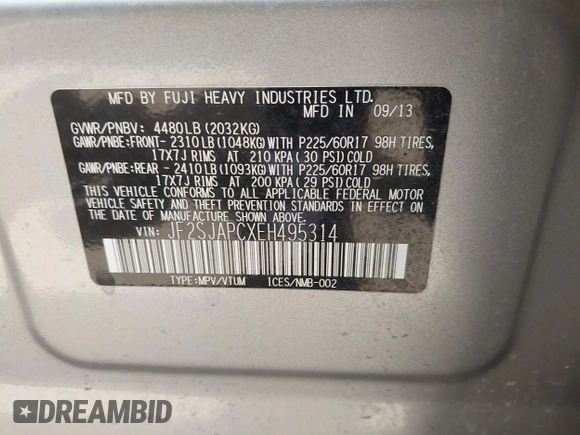 MFD BY FUJI HEAVY INDUSTRIES LTD.
MFD IN 09/13
GVWR/PNBV: 4480LB (2032KG)
GAWR/PNBE:FRONT- 2310LB (1048KG) WITH P225/60R17 98H TIRES,
17X7J RIMS AT 210 KPA ( 30 PSI) COLD
GAWR/PNBE:REAR - 2410LB (1093KG) WITH P225/60R17 98H TIRES,
17X7J RIMS AT 200 KPA ( 29 PSI) COLD
THIS VEHICLE CONFORMS TO ALL APPLICABLE FEDERAL MOTOR
VEHICLE SAFETY AND THEFT PREVENTION STANDARDS IN EFFECT
ON THE DATE OF MANUFACTURE SHOWN ABOVE.
VIN: JF2SJAPCXEH495314
TYPE:MPV/VTUM ICES/NMB-002
DREAMBID